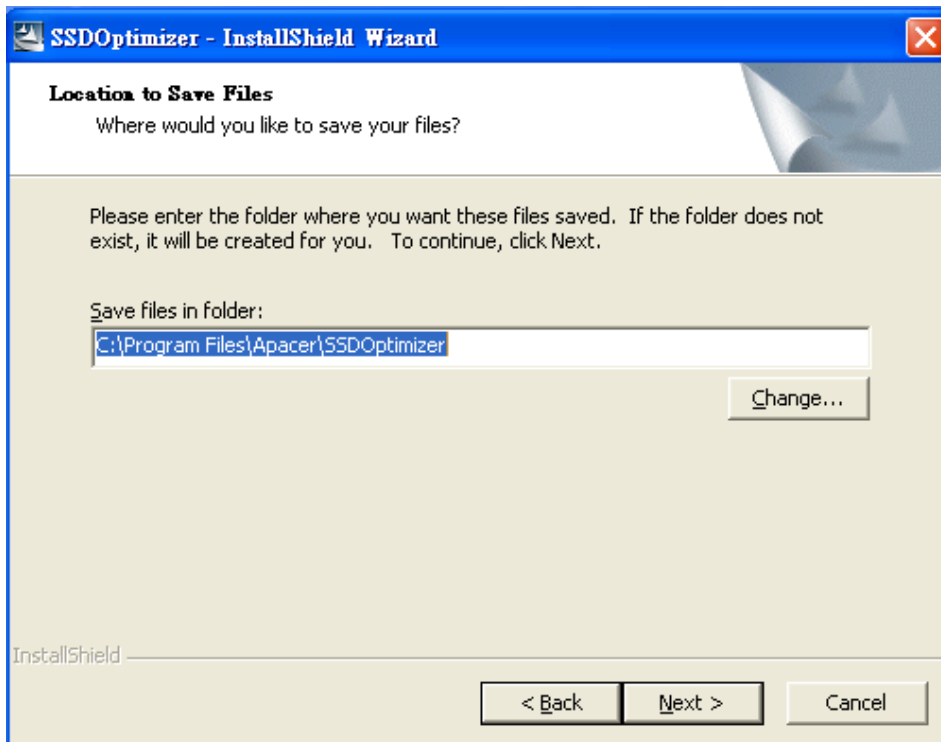 SSDOptimizer - InstallShield Wizard
Location to Save Files
Where would you like to save your files?
Please enter the folder where you want these files saved.  If the folder does not
exist, it will be created for you.   To continue, click Next.
Save files in folder:
C:\Program Files\Apacer\SSDOptimizer
Change...
InstallShield
< Back
Next >
Cancel